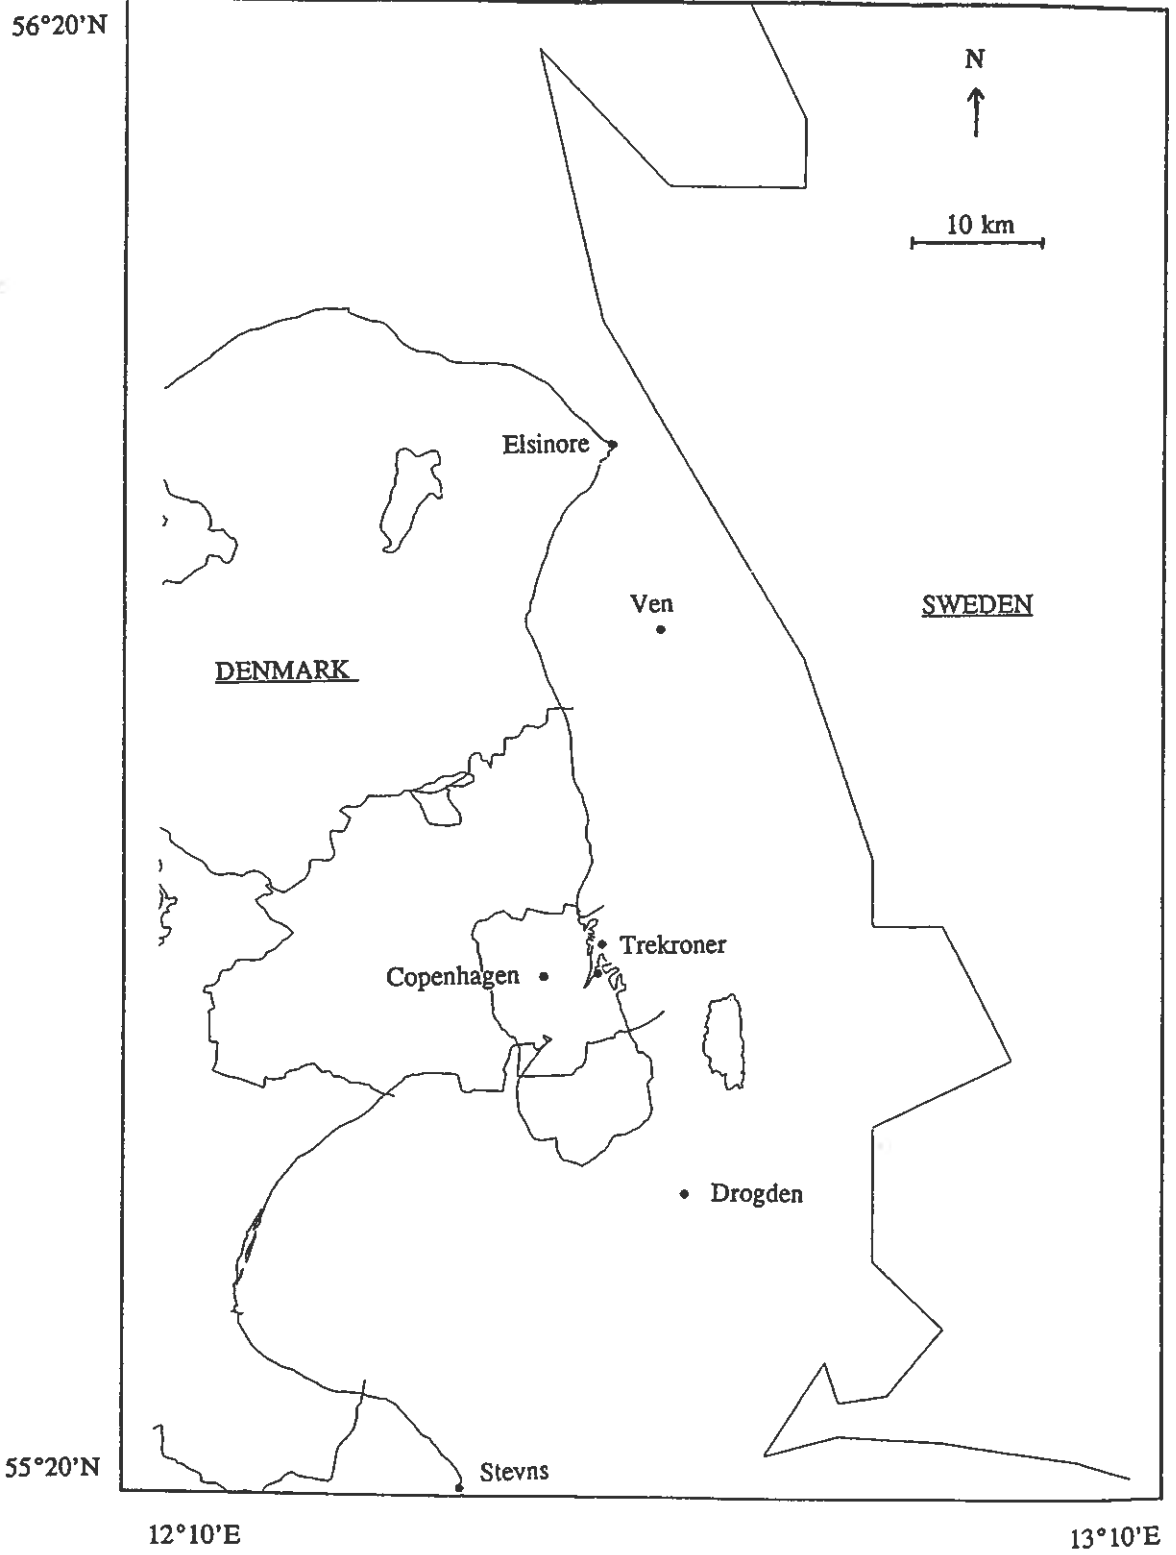 56°20'N
N
10 km
Elsinore
Ven
SWEDEN
DENMARK
Trekroner
Copenhagen
Drogden
55°20'N
Stevns
12°10'E
13°10'E